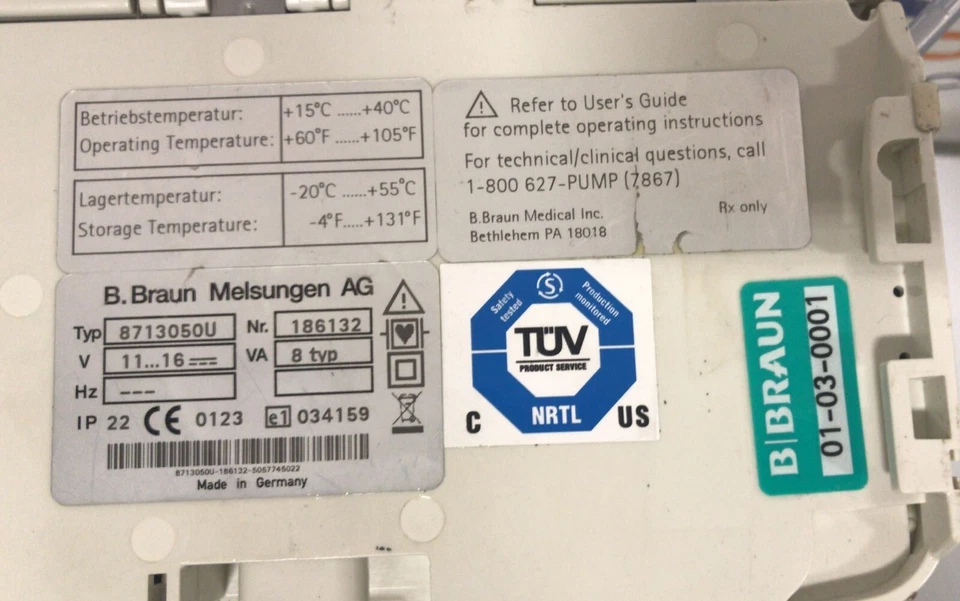 Betriebstemperatur: +15°C ......+40°C
Operating Temperature: +60°F ......+105°F
Lagertemperatur: -20°C ......+55°C
Storage Temperature: -4°F.....+131°F
Refer to User's Guide
for complete operating instructions
For technical/clinical questions, call
1-800 627-PUMP (7867)
B.Braun Medical Inc. Rx only
Bethlehem PA 18018
B.Braun Melsungen AG
Typ 8713050U Nr. 186132
V 11...16 VA 8 typ
Hz ---
IP 22 CE 0123 e1 034159
8713050U-186132-5067745022
Made in Germany
Safety
tested
S
Production
monitored
TÜV
PRODUCT SERVICE
C NRTL US
B|BRAUN
01-03-0001